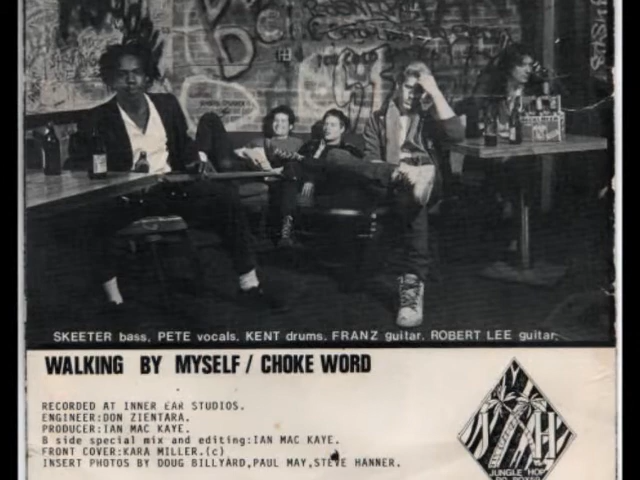 SKEETER bass, PETE vocals, KENT drums, FRANZ guitar, ROBERT LEE guitar.
WALKING BY MYSELF / CHOKE WORD
RECORDED AT INNER EAR STUDIOS.
ENGINEER:DON ZIENTARA.
PRODUCER:IAN MAC KAYE.
B side special mix and editing:IAN MAC KAYE.
FRONT COVER:KARA MILLER.(c)
INSERT PHOTOS BY DOUG BILLYARD,PAUL MAY,STEVE HANNER.
J H
JUNGLE HOP